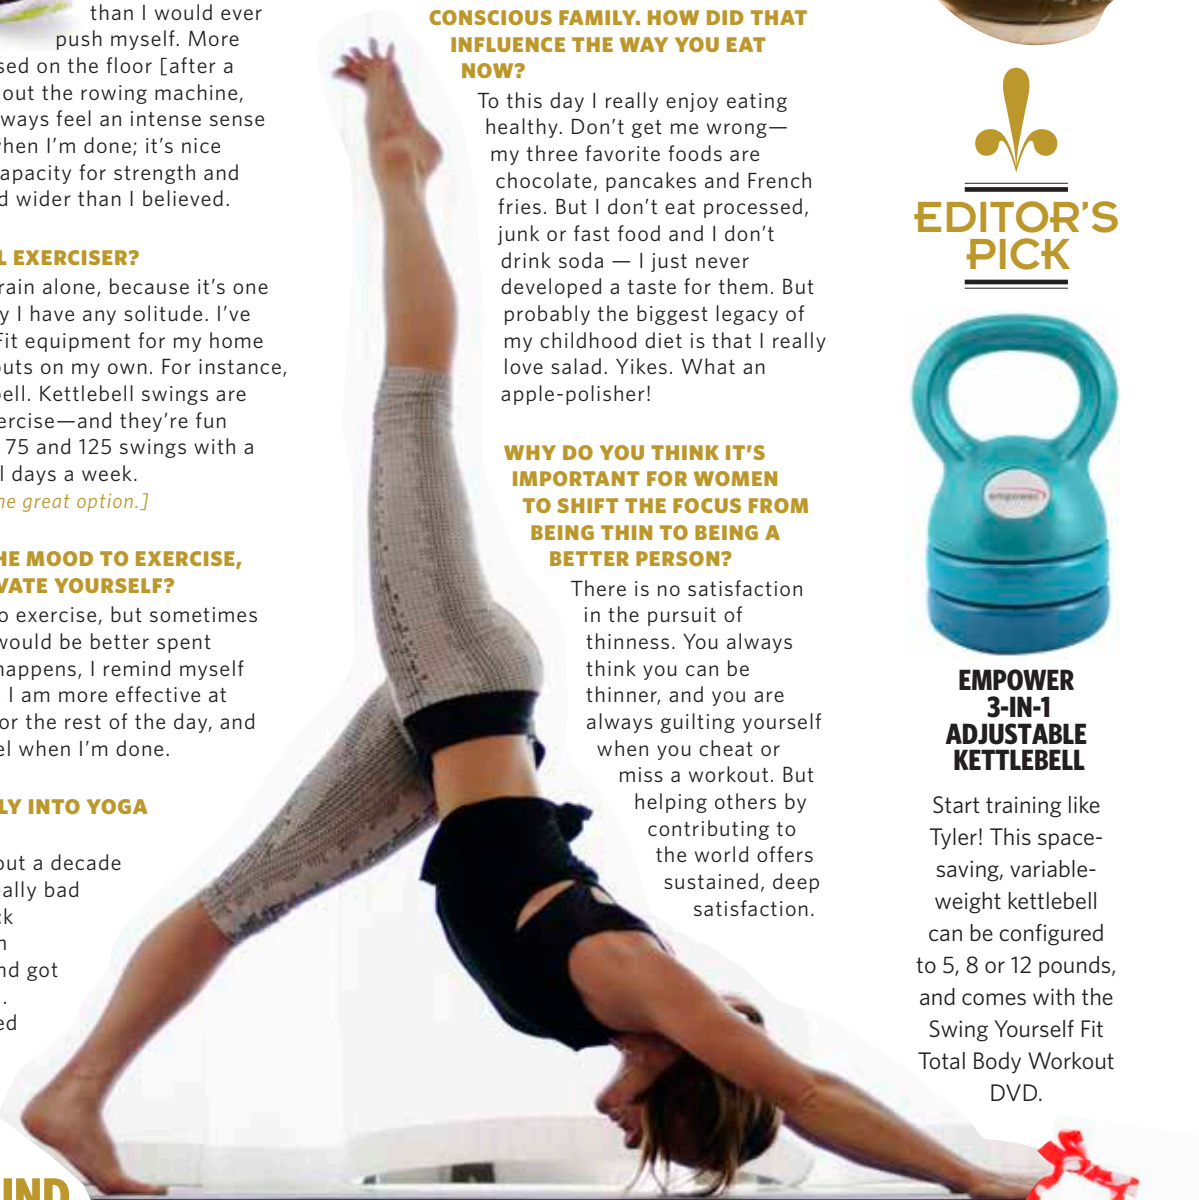 than I would ever
push myself. More
sed on the floor [after a
out the rowing machine,
ways feel an intense sense
when I'm done; it's nice
apacity for strength and
d wider than I believed.
L EXERCISER?
rain alone, because it's one
y I have any solitude. I've
Fit equipment for my home
outs on my own. For instance,
bell. Kettlebell swings are
ercise—and they're fun
75 and 125 swings with a
l days a week.
ne great option.]
HE MOOD TO EXERCISE,
VATE YOURSELF?
o exercise, but sometimes
would be better spent
happens, I remind myself
I am more effective at
or the rest of the day, and
el when I'm done.
LY INTO YOGA
out a decade
eally bad
ck
n
nd got
.
ed
UND
CONSCIOUS FAMILY. HOW DID THAT
INFLUENCE THE WAY YOU EAT
NOW?
To this day I really enjoy eating
healthy. Don't get me wrong—
my three favorite foods are
chocolate, pancakes and French
fries. But I don't eat processed,
junk or fast food and I don't
drink soda — I just never
developed a taste for them. But
probably the biggest legacy of
my childhood diet is that I really
love salad. Yikes. What an
apple-polisher!
WHY DO YOU THINK IT'S
IMPORTANT FOR WOMEN
TO SHIFT THE FOCUS FROM
BEING THIN TO BEING A
BETTER PERSON?
There is no satisfaction
in the pursuit of
thinness. You always
think you can be
thinner, and you are
always guilting yourself
when you cheat or
miss a workout. But
helping others by
contributing to
the world offers
sustained, deep
satisfaction.
EDITOR'S
PICK
empower
EMPOWER
3-IN-1
ADJUSTABLE
KETTLEBELL
Start training like
Tyler! This space-
saving, variable-
weight kettlebell
can be configured
to 5, 8 or 12 pounds,
and comes with the
Swing Yourself Fit
Total Body Workout
DVD.